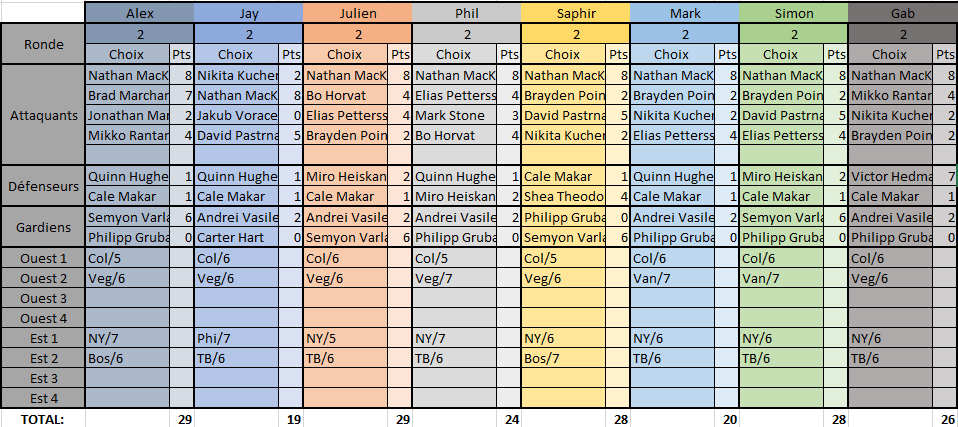 Alex Jay Julien Phil Saphir Mark Simon Gab
Ronde 2 2 2 2 2 2 2 2
Choix Pts Choix Pts Choix Pts Choix Pts Choix Pts Choix Pts Choix Pts Choix Pts
Attaquants
Nathan MacK 8 Nikita Kucher 2 Nathan MacK 8 Nathan MacK 8 Nathan MacK 8 Nathan MacK 8 Nathan MacK 8 Nathan MacK 8
Brad Marchan 7 Nathan MacK 8 Bo Horvat 4 Elias Petterss 4 Brayden Poin 2 Brayden Poin 2 Brayden Poin 2 Mikko Rantar 4
Jonathan Mar 2 Jakub Vorace 0 Elias Petterss 4 Mark Stone 3 David Pastrna 5 Nikita Kucher 2 David Pastrna 5 Nikita Kucher 2
Mikko Rantar 4 David Pastrna 5 Brayden Poin 2 Bo Horvat 4 Nikita Kucher 2 Elias Petterss 4 Elias Petterss 4 Brayden Poin 2
Défenseurs
Quinn Hughe 1 Quinn Hughe 1 Miro Heiskan 2 Quinn Hughe 1 Cale Makar 1 Quinn Hughe 1 Miro Heiskan 2 Victor Hedma 7
Cale Makar 1 Cale Makar 1 Cale Makar 1 Miro Heiskan 2 Shea Theodo 4 Cale Makar 1 Cale Makar 1 Cale Makar 1
Gardiens
Semyon Varla 6 Andrei Vasile 2 Andrei Vasile 2 Andrei Vasile 2 Philipp Gruba 0 Andrei Vasile 2 Semyon Varla 6 Andrei Vasile 2
Philipp Gruba 0 Carter Hart 0 Semyon Varla 6 Philipp Gruba 0 Semyon Varla 6 Philipp Gruba 0 Philipp Gruba 0 Philipp Gruba 0
Ouest 1 Col/5 Col/6 Col/6 Col/5 Col/5 Col/6 Col/6 Col/6
Ouest 2 Veg/6 Veg/6 Veg/6 Veg/7 Veg/6 Van/7 Van/7 Veg/6
Ouest 3
Ouest 4
Est 1 NY/7 Phi/7 NY/5 NY/7 NY/6 NY/6 NY/6 NY/6
Est 2 Bos/6 TB/6 TB/6 TB/6 Bos/7 TB/6 TB/6 TB/6
Est 3
Est 4
TOTAL: 29 19 29 24 28 20 28 26